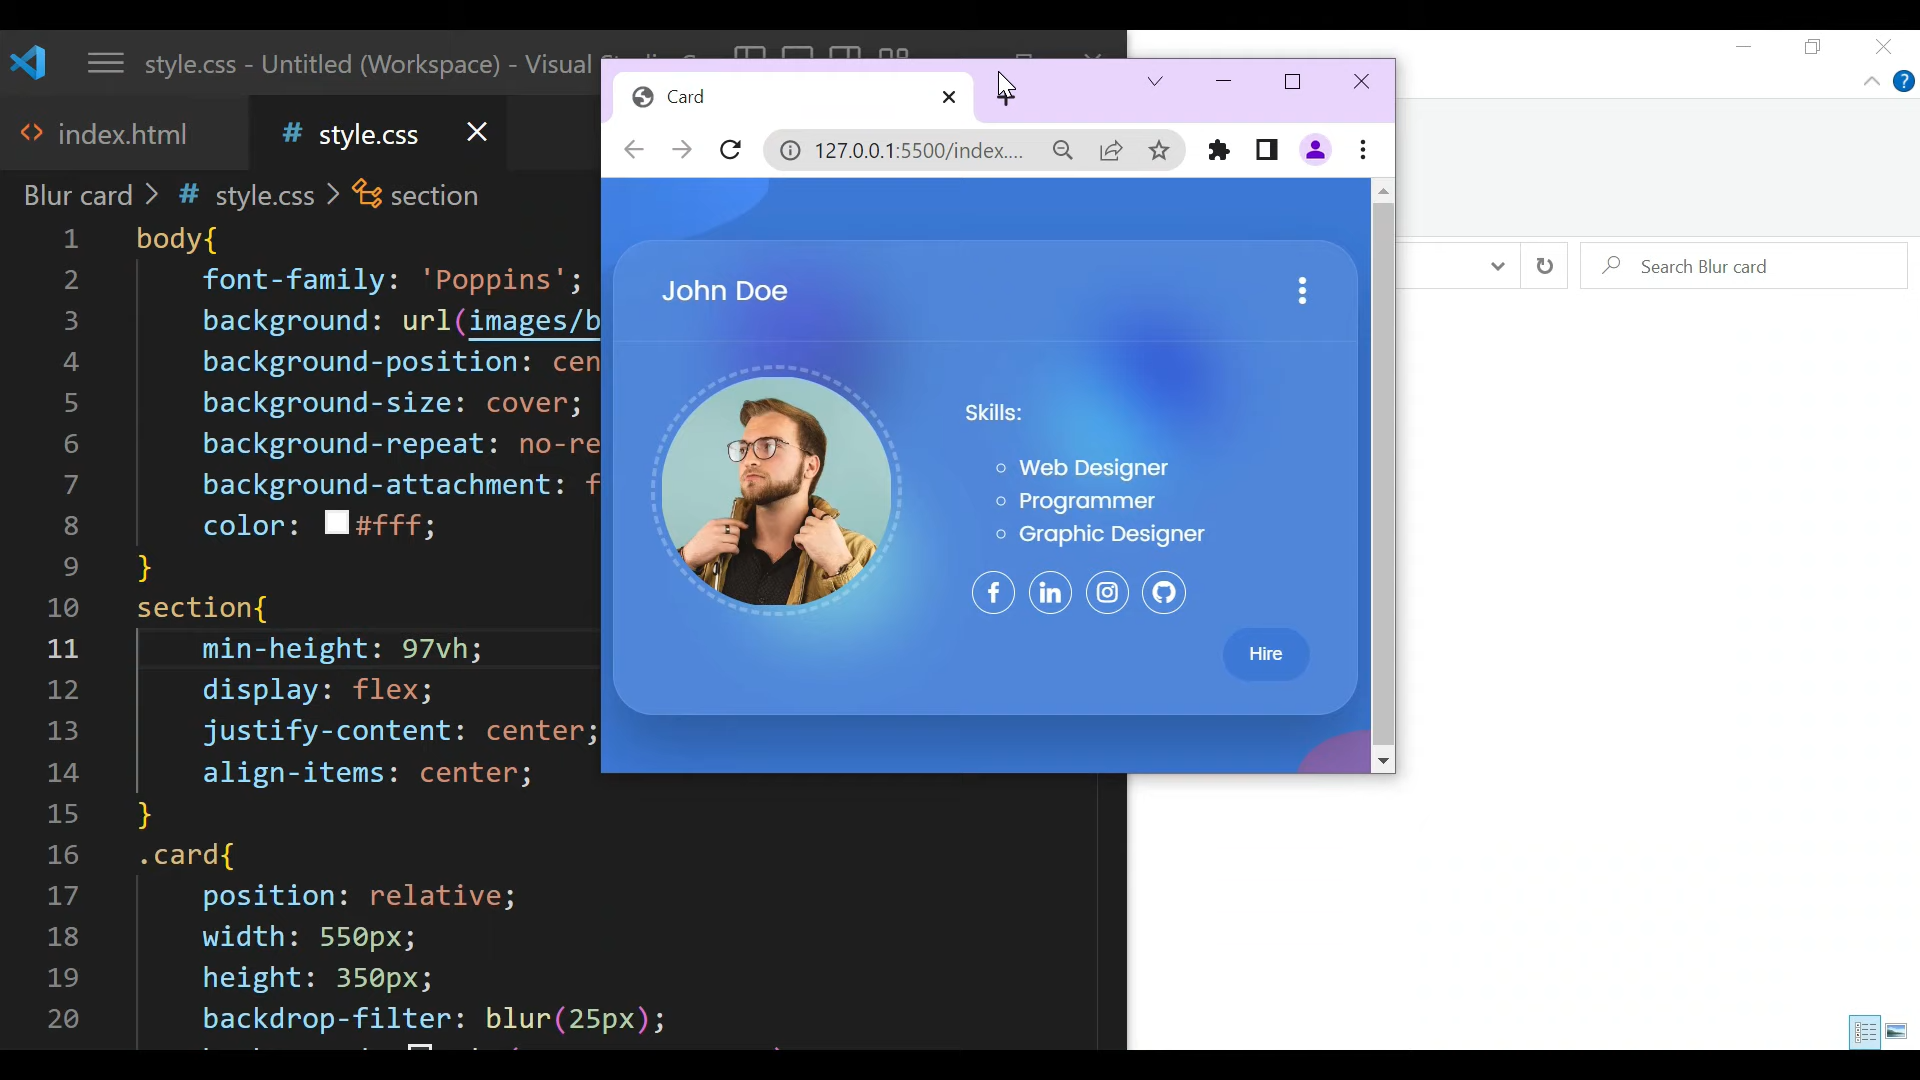 style.css - Untitled (Workspace) - Visual
index.html
# style.css
Blur card > # style.css > section
1 body{
2 font-family: 'Poppins';
3 background: url(images/b
4 background-position: cen
5 background-size: cover;
6 background-repeat: no-re
7 background-attachment: f
8 color: #fff;
9 }
10 section{
11 min-height: 97vh;
12 display: flex;
13 justify-content: center;
14 align-items: center;
15 }
16 .card{
17 position: relative;
18 width: 550px;
19 height: 350px;
20 backdrop-filter: blur(25px);
Card
127.0.0.1:5500/index....
John Doe
Skills:
Web Designer
Programmer
Graphic Designer
Hire
Search Blur card